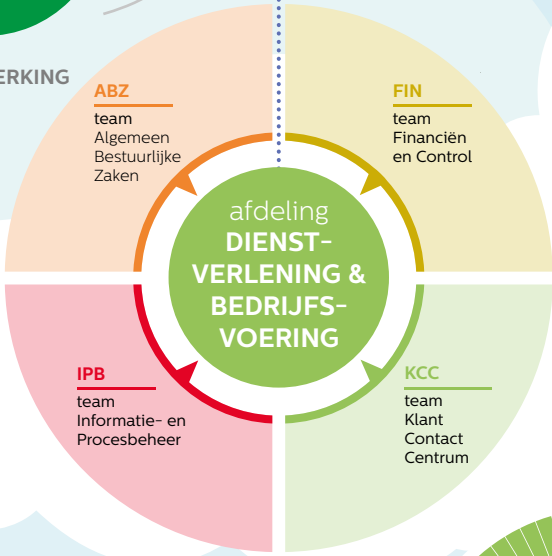 ERKING
ABZ
team
Algemeen
Bestuurlijke
Zaken
FIN
team
Financiën
en Control
afdeling
DIENST-
VERLENING &
BEDRIJFS-
VOERING
IPB
team
Informatie- en
Procesbeheer
KCC
team
Klant
Contact
Centrum